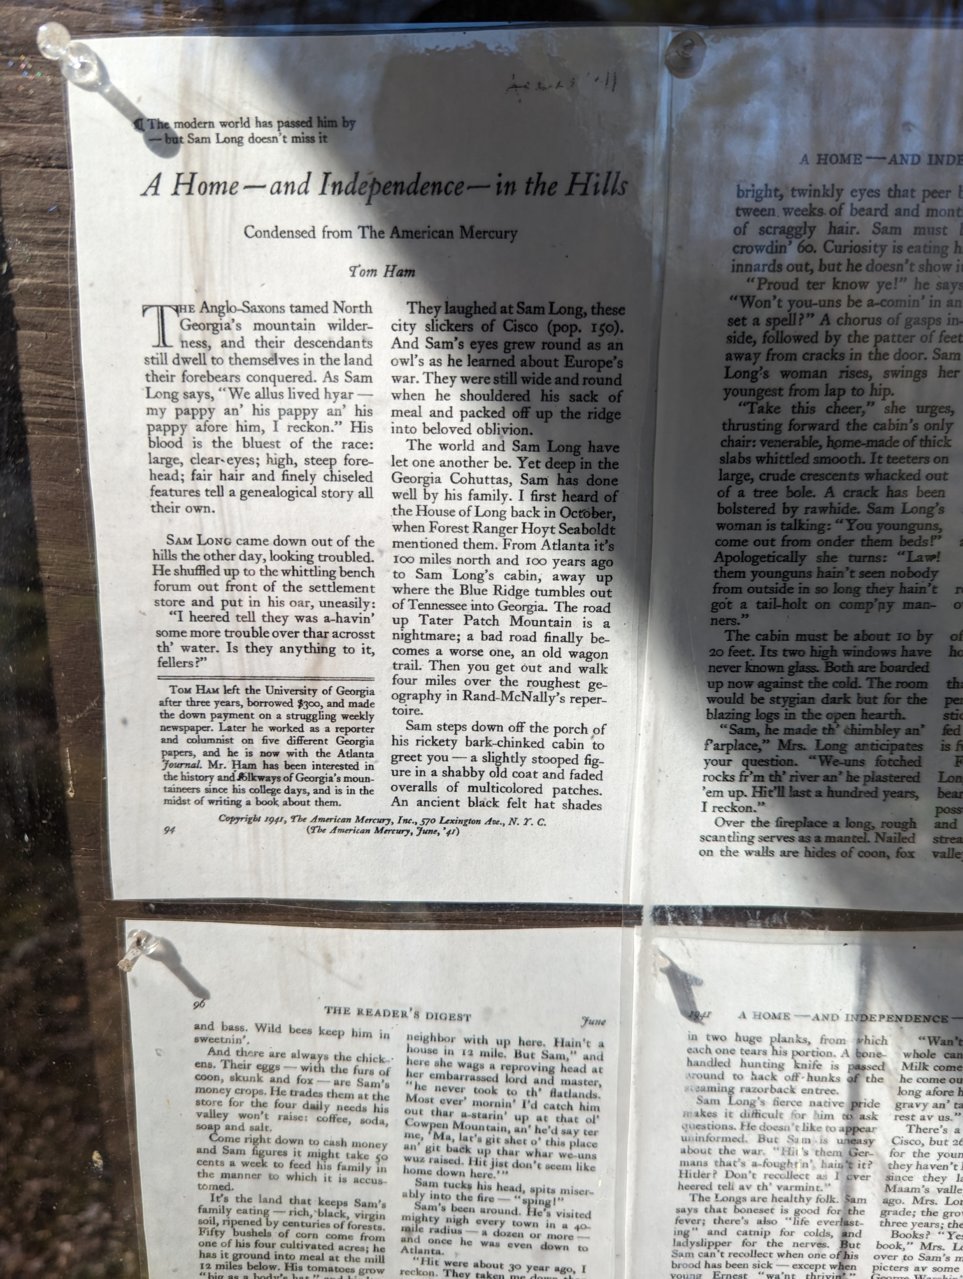 The modern world has passed him by
— but Sam Long doesn't miss it
A Home—and Independence—in the Hills
Condensed from The American Mercury
Tom Ham
THE Anglo-Saxons tamed North
Georgia's mountain wilder-
ness, and their descendants
still dwell to themselves in the land
their forebears conquered. As Sam
Long says, "We allus lived hyar —
my pappy an' his pappy an' his
pappy afore him, I reckon." His
blood is the bluest of the race:
large, clear-eyes; high, steep fore-
head; fair hair and finely chiseled
features tell a genealogical story all
their own.
SAM LONG came down out of the
hills the other day, looking troubled.
He shuffled up to the whittling bench
forum out front of the settlement
store and put in his oar, uneasily:
"I heered tell they was a-havin'
some more trouble over thar acrosst
th' water. Is they anything to it,
fellers?"
TOM HAM left the University of Georgia
after three years, borrowed $300, and made
the down payment on a struggling weekly
newspaper. Later he worked as a reporter
and columnist on five different Georgia
papers, and he is now with the Atlanta
Journal. Mr. Ham has been interested in
the history and folkways of Georgia's moun-
taineers since his college days, and is in the
midst of writing a book about them.
They laughed at Sam Long, these
city slickers of Cisco (pop. 150).
And Sam's eyes grew round as an
owl's as he learned about Europe's
war. They were still wide and round
when he shouldered his sack of
meal and packed off up the ridge
into beloved oblivion.
The world and Sam Long have
let one another be. Yet deep in the
Georgia Cohuttas, Sam has done
well by his family. I first heard of
the House of Long back in October,
when Forest Ranger Hoyt Seaboldt
mentioned them. From Atlanta it's
100 miles north and 100 years ago
to Sam Long's cabin, away up
where the Blue Ridge tumbles out
of Tennessee into Georgia. The road
up Tater Patch Mountain is a
nightmare; a bad road finally be-
comes a worse one, an old wagon
trail. Then you get out and walk
four miles over the roughest ge-
ography in Rand-McNally's reper-
toire.
Sam steps down off the porch of
his rickety bark-chinked cabin to
greet you — a slightly stooped fig-
ure in a shabby old coat and faded
overalls of multicolored patches.
An ancient black felt hat shades
Copyright 1941, The American Mercury, Inc., 570 Lexington Ave., N. Y. C.
(The American Mercury, June, '41)
94
A HOME—AND INDE
bright, twinkly eyes that peer
tween weeks of beard and mont
of scraggly hair. Sam must
crowdin' 60. Curiosity is eating
innards out, but he doesn't show
"Proud ter know ye!" he says
"Won't you-uns be a-comin' in an
set a spell?" A chorus of gasps in-
side, followed by the patter of feet
away from cracks in the door. Sam
Long's woman rises, swings her
youngest from lap to hip.
"Take this cheer," she urges,
thrusting forward the cabin's only
chair: venerable, home-made of thick
slabs whittled smooth. It teeters on
large, crude crescents whacked out
of a tree bole. A crack has been
bolstered by rawhide. Sam Long's
woman is talking: "You younguns,
come out from onder them beds!"
Apologetically she turns: "Law!
them younguns hain't seen nobody
from outside in so long they hain't
got a tail-holt on comp'ny man-
ners."
The cabin must be about 10 by
20 feet. Its two high windows have
never known glass. Both are boarded
up now against the cold. The room
would be stygian dark but for the
blazing logs in the open hearth.
"Sam, he made th' chimbley an'
f'arplace," Mrs. Long anticipates
your question. "We-uns fotched
rocks fr'm th' river an' he plastered
'em up. Hit'll last a hundred years,
I reckon."
Over the fireplace a long, rough
scantling serves as a mantel. Nailed
on the walls are hides of coon, fox
96
THE READER'S DIGEST
June
and bass. Wild bees keep him in
sweetnin'.
And there are always the chick-
ens. Their eggs — with the furs of
coon, skunk and fox — are Sam's
money crops. He trades them at the
store for the four daily needs his
valley won't raise: coffee, soda,
soap and salt.
Come right down to cash money
and Sam figures it might take 50
cents a week to feed his family in
the manner to which it is accus-
tomed.
It's the land that keeps Sam's
family eating — rich, black, virgin
soil, ripened by centuries of forests.
Fifty bushels of corn come from
one of his four cultivated acres; he
has it ground into meal at the mill
12 miles below. His tomatoes grow
"big as a body's hat"
neighbor with up here. Hain't a
house in 12 mile. But Sam," and
here she wags a reproving head at
her embarrassed lord and master,
"he never took to th' flatlands.
Most ever' mornin' I'd catch him
out thar a-starin' up at that ol'
Cowpen Mountain, an' he'd say ter
me, 'Ma, let's git shet o' this place
an' git back up thar whar we-uns
wuz raised. Hit jist don't seem like
home down here.'"
Sam tucks his head, spits miser-
ably into the fire — "sping!"
Sam's been around. He's visited
mighty nigh every town in a 40-
mile radius — a dozen or more —
and once he was even down to
Atlanta.
"Hit were about 30 year ago, I
reckon. They taken me down
1941
A HOME—AND INDEPENDENCE—
in two huge planks, from which
each one tears his portion. A bone-
handled hunting knife is passed
around to hack off hunks of the
steaming razorback entree.
Sam Long's fierce native pride
makes it difficult for him to ask
questions. He doesn't like to appear
uninformed. But Sam is uneasy
about the war. "Hit's them Ger-
mans that's a-fought'n', hain't it?
Hitler? Don't recollect as I ever
heered tell av th' varmint."
The Longs are healthy folk. Sam
says that boneset is good for the
fever; there's also "life everlast-
ing" and catnip for colds, and
ladyslipper for the nerves. But
Sam can't recollect when one of his
brood has been sick — except when
young Ernest "wa'n't thrivin'"
"Wan't
whole can
Milk come
he come ou
long afore h
gravy an' ta
rest av us."
There's a
Cisco, but 26
for the youn
they haven't
since they la
Maam's valle
ago. Mrs. Lo
grade; the gro
three years; the
Books? "Yes
book," Mrs. L
over to Sam's m
picters av some